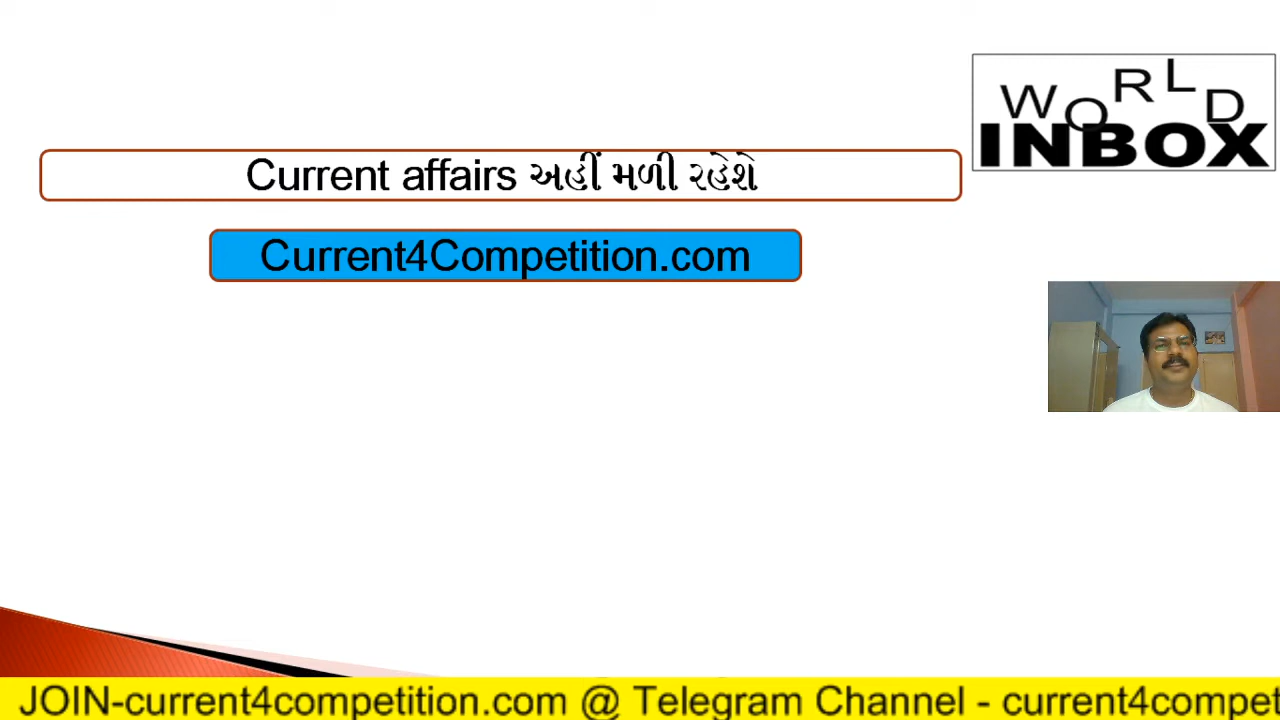 WORLD
INBOX
Current affairs અહીં મળી રહેશે
Current4Competition.com
JOIN-current4competition.com @ Telegram Channel - current4compet